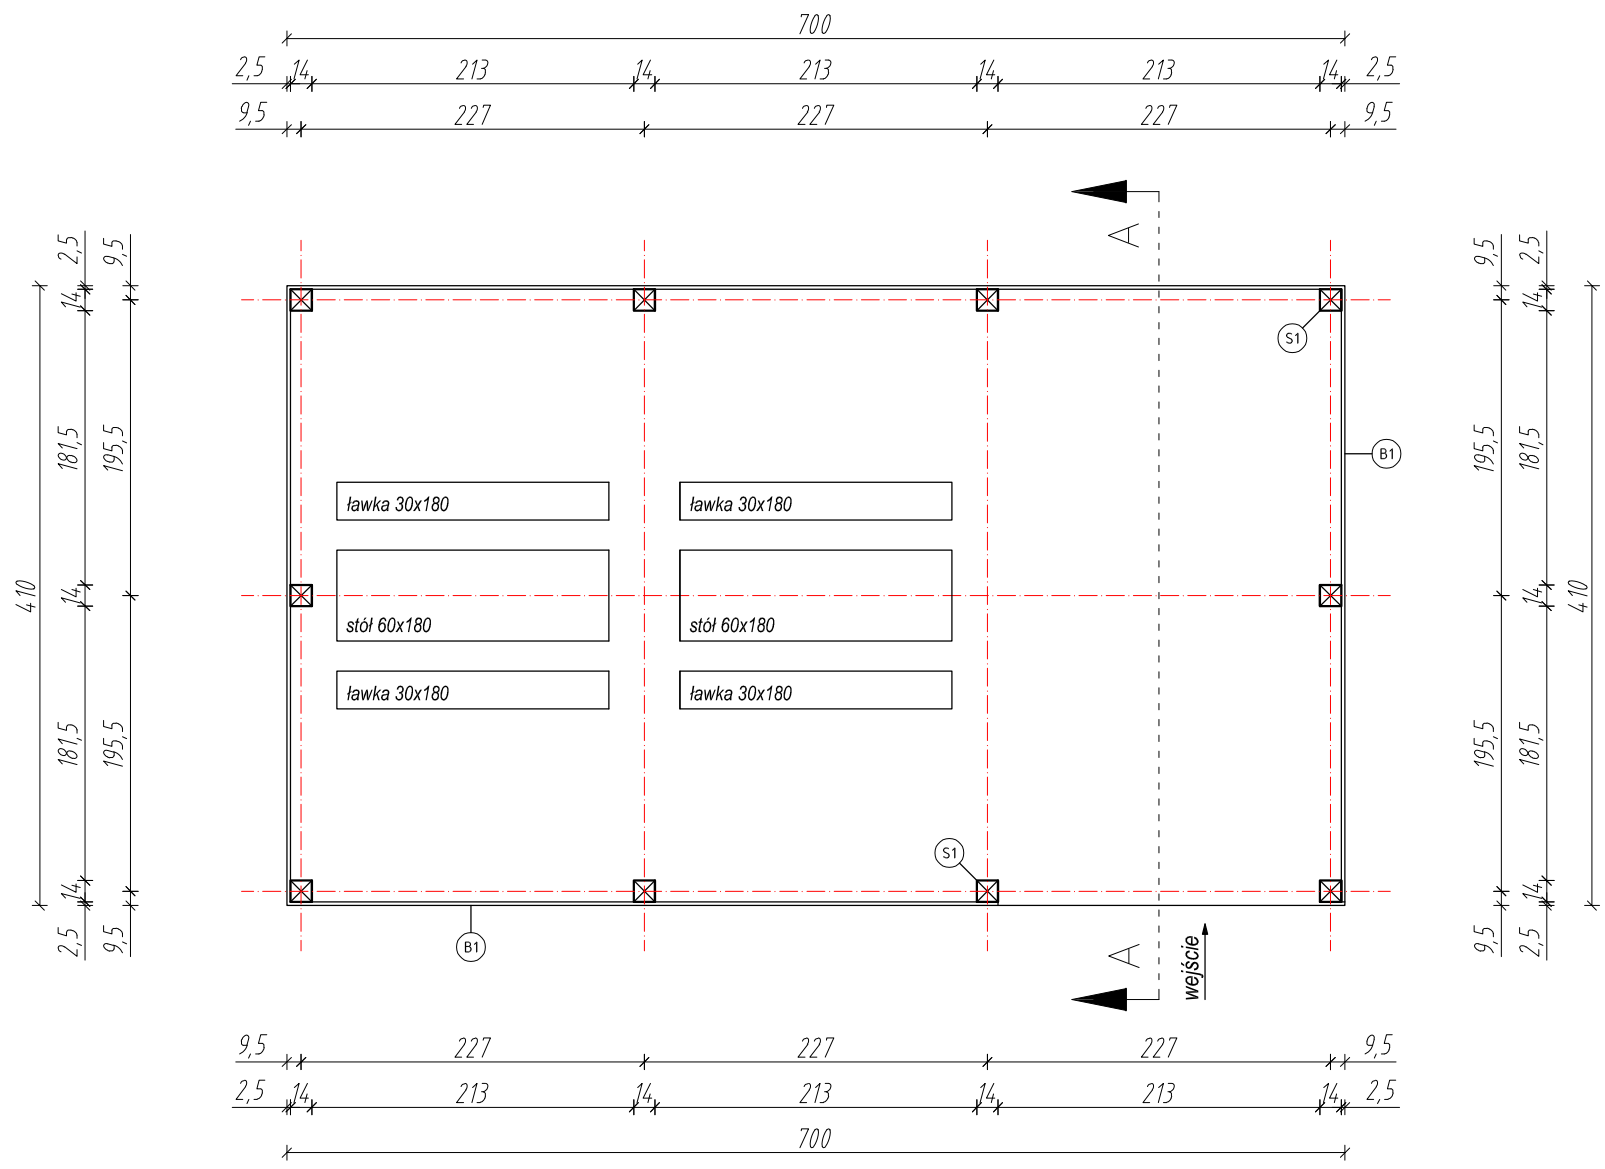 700
2,5 14 213 14 213 14 213 14 2,5
9,5 227 227 227 9,5
A
2,5 9,5 9,5 2,5
14 14
S1
410 181,5 195,5 195,5 181,5 410
B1
ławka 30x180 ławka 30x180
14 14
stół 60x180 stół 60x180
ławka 30x180 ławka 30x180
181,5 195,5 195,5 181,5
S1
14 14
2,5 9,5 9,5 2,5
B1
A
wejście
9,5 227 227 227 9,5
2,5 14 213 14 213 14 213 14 2,5
700